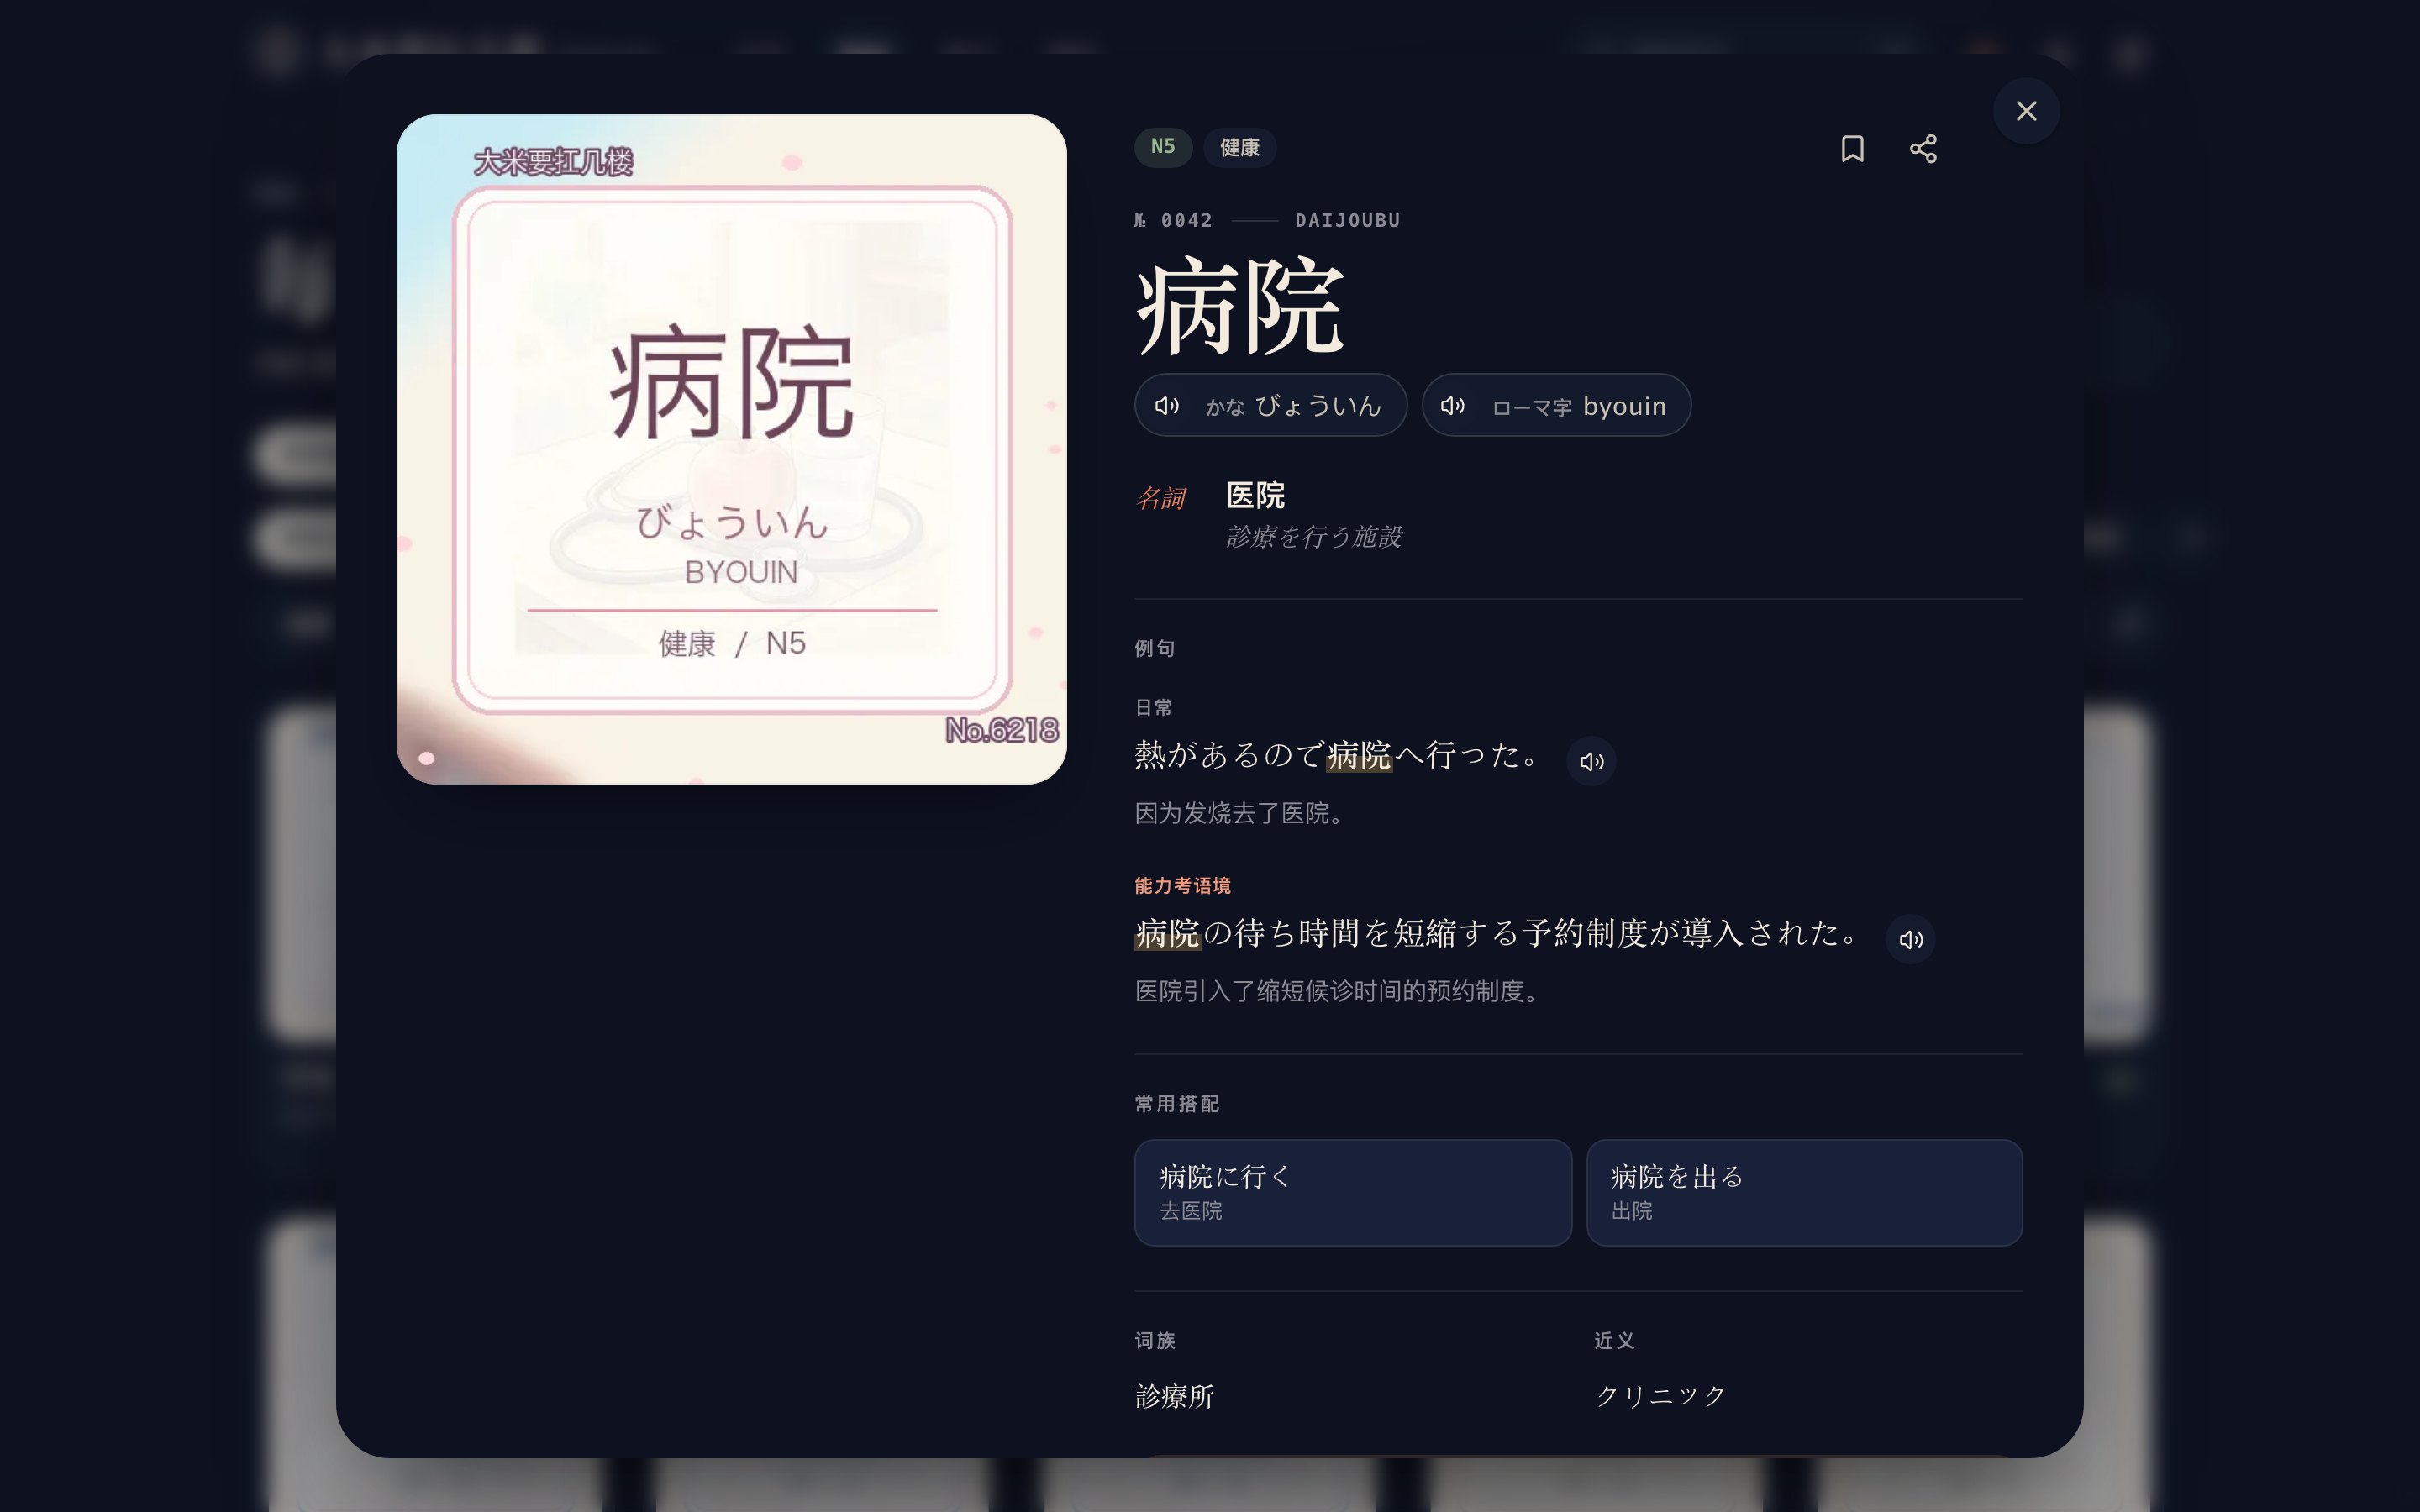 大米要扛几楼
病院
びょういん
BYOUIN
健康 / N5
No.6218
N5 健康
№ 0042 DAIJOUBU
病院
かな びょういん ローマ字 byouin
名詞 医院
診療を行う施設
例句
日常
熱があるので病院へ行った。
因为发烧去了医院。
能力考语境
病院の待ち時間を短縮する予約制度が導入された。
医院引入了缩短候诊时间的预约制度。
常用搭配
病院に行く
去医院
病院を出る
出院
词族
診療所
近义
クリニック